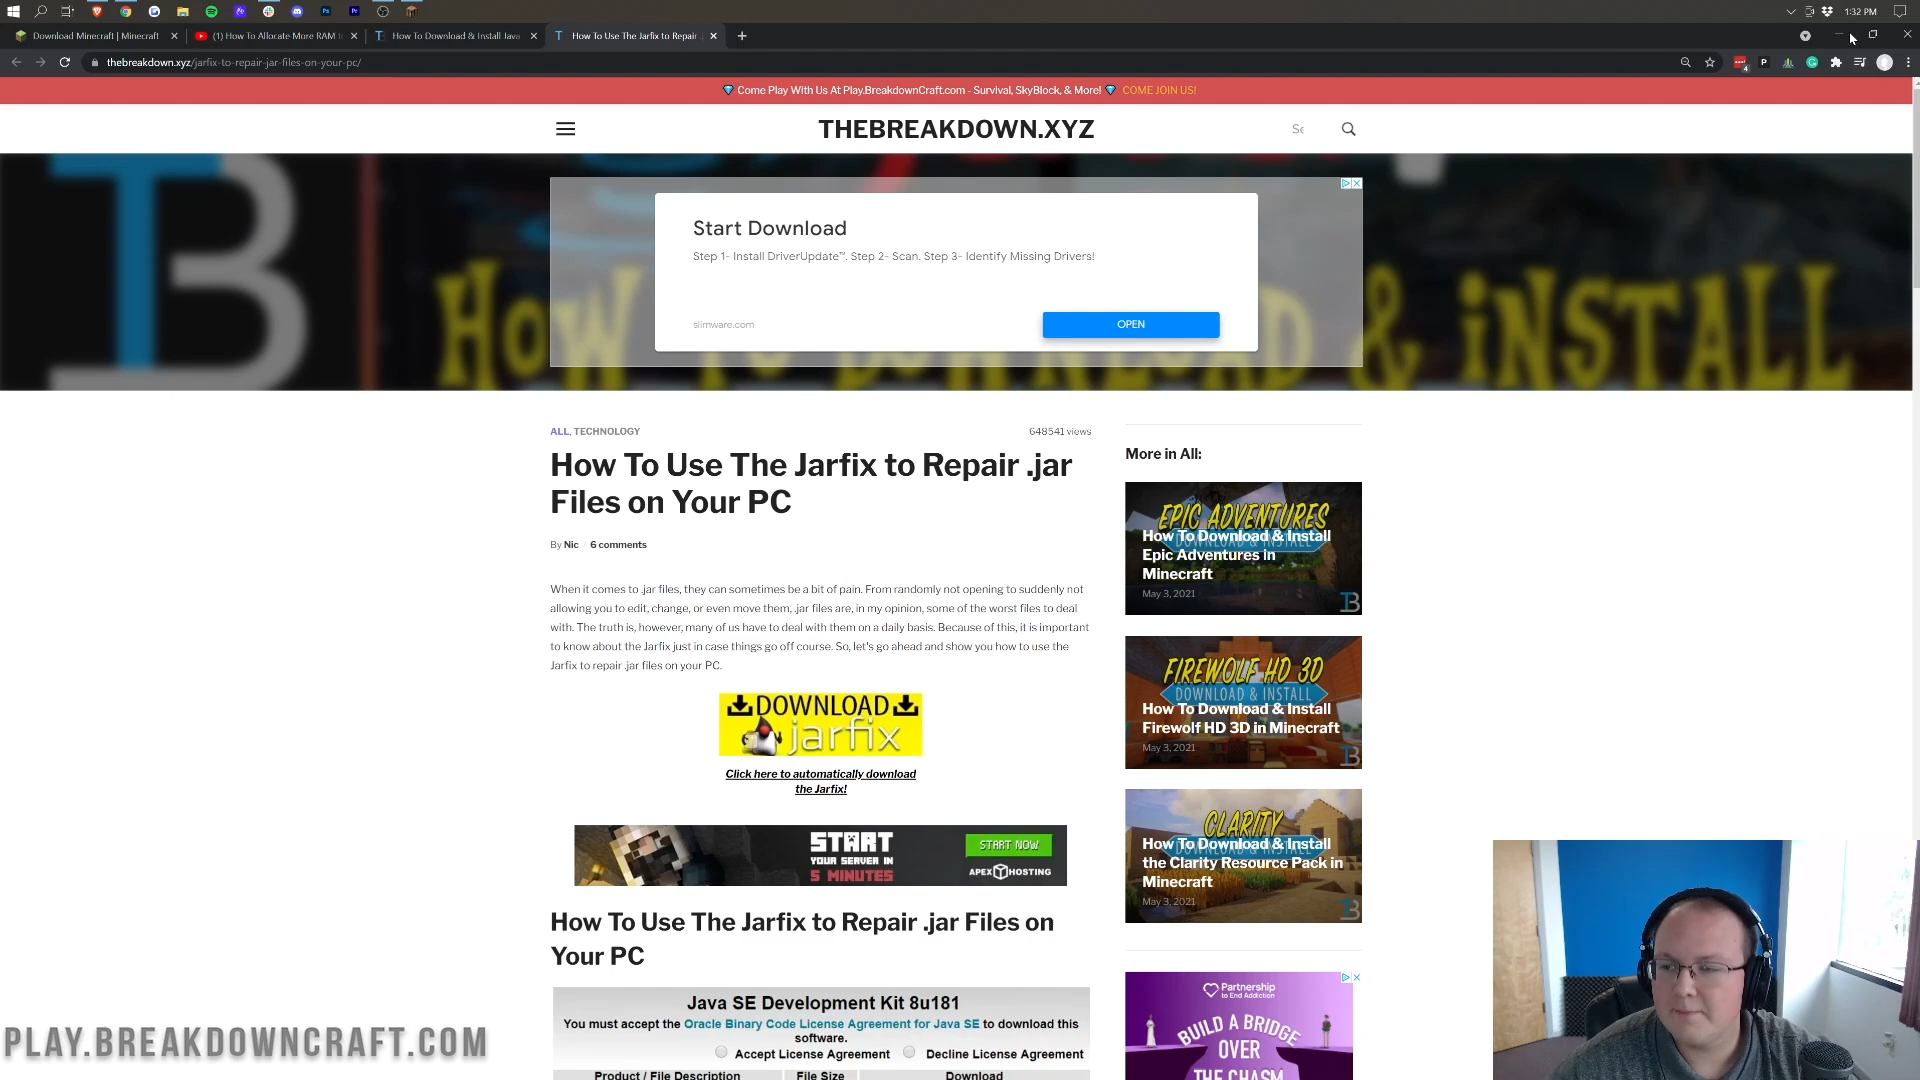 1:32 PM
Download Minecraft | Minecraft
(1) How To Allocate More RAM t
How To Download & Install Java
How To Use The Jarfix to Repair
thebreakdown.xyz/jarfix-to-repair-jar-files-on-your-pc/
Come Play With Us At Play.BreakdownCraft.com - Survival, SkyBlock, & More! COME JOIN US!
THEBREAKDOWN.XYZ
Se
HOW TO DOWNLOAD & iNSTALL
Start Download
Step 1- Install DriverUpdate™. Step 2- Scan. Step 3- Identify Missing Drivers!
slimware.com
OPEN
ALL, TECHNOLOGY
648541 views
How To Use The Jarfix to Repair .jar
Files on Your PC
By Nic / 6 comments
When it comes to .jar files, they can sometimes be a bit of pain. From randomly not opening to suddenly not
allowing you to edit, change, or even move them, .jar files are, in my opinion, some of the worst files to deal
with. The truth is, however, many of us have to deal with them on a daily basis. Because of this, it is important
to know about the Jarfix just in case things go off course. So, let's go ahead and show you how to use the
Jarfix to repair .jar files on your PC.
DOWNLOAD
jarfix
Click here to automatically download
the Jarfix!
START
YOUR SERVER IN
5 MINUTES
START NOW
APEX HOSTING
How To Use The Jarfix to Repair .jar Files on
Your PC
Java SE Development Kit 8u181
You must accept the Oracle Binary Code License Agreement for Java SE to download this
software.
Accept License Agreement
Decline License Agreement
Product / File Description
File Size
Download
More in All:
EPIC ADVENTURES
DOWNLOAD & INSTALL
How To Download & Install
Epic Adventures in
Minecraft
May 3, 2021
FIREWOLF HD 3D
DOWNLOAD & INSTALL
How To Download & Install
Firewolf HD 3D in Minecraft
May 3, 2021
CLARITY
DOWNLOAD & INSTALL
How To Download & Install
the Clarity Resource Pack in
Minecraft
May 3, 2021
Partnership
to End Addiction
BUILD A BRIDGE
OVER
THE CHASM
PLAY.BREAKDOWNCRAFT.COM